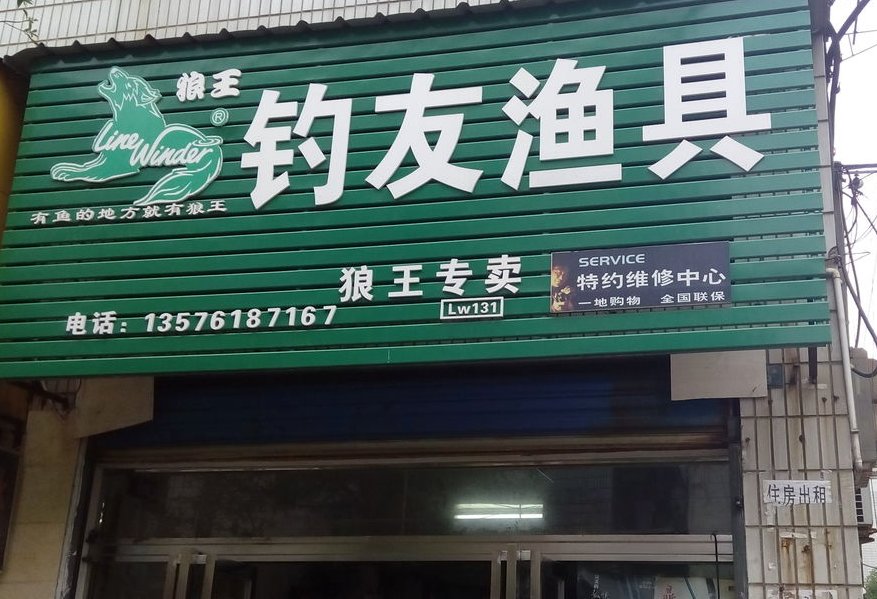 狼王
®
Line Winder
有鱼的地方就有狼王
钓友渔具
狼王专卖
Lw131
SERVICE
特约维修中心
一地购物 全国联保
电话：13576187167
住房出租